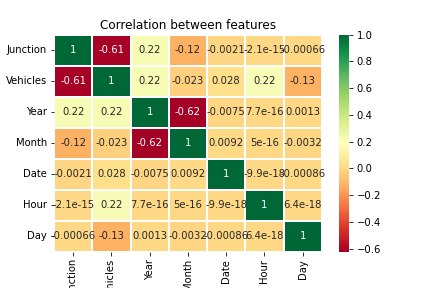 Correlation between features
Junction 1 -0.61 0.22 -0.12 -0.0021 -2.1e-15 -0.00066
Vehicles -0.61 1 0.22 -0.023 0.028 0.22 -0.13
Year 0.22 0.22 1 -0.62 -0.0075 7.7e-16 0.0013
Month -0.12 -0.023 -0.62 1 0.0092 5e-16 -0.0032
Date -0.0021 0.028 -0.0075 0.0092 1 -9.9e-18 -0.00086
Hour -2.1e-15 0.22 7.7e-16 5e-16 -9.9e-18 1 6.4e-18
Day -0.00066 -0.13 0.0013 -0.0032 -0.00086 6.4e-18 1
nction hicles Year Month Date Hour Day
1.0
0.8
0.6
0.4
0.2
0.0
−0.2
−0.4
−0.6